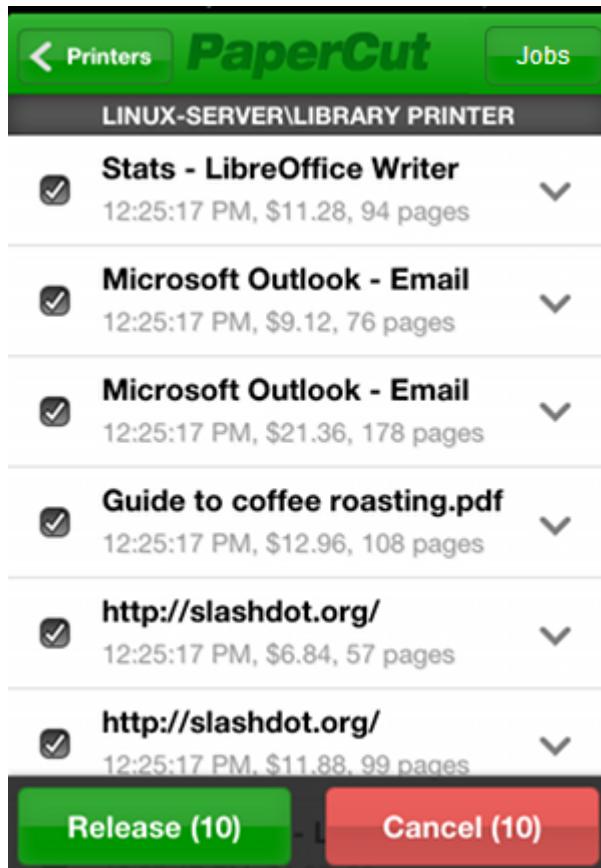 Printers
PaperCut
Jobs
LINUX-SERVER\LIBRARY PRINTER
Stats - LibreOffice Writer
12:25:17 PM, $11.28, 94 pages
Microsoft Outlook - Email
12:25:17 PM, $9.12, 76 pages
Microsoft Outlook - Email
12:25:17 PM, $21.36, 178 pages
Guide to coffee roasting.pdf
12:25:17 PM, $12.96, 108 pages
http://slashdot.org/
12:25:17 PM, $6.84, 57 pages
http://slashdot.org/
12:25:17 PM, $11.88, 99 pages
Release (10)
Cancel (10)